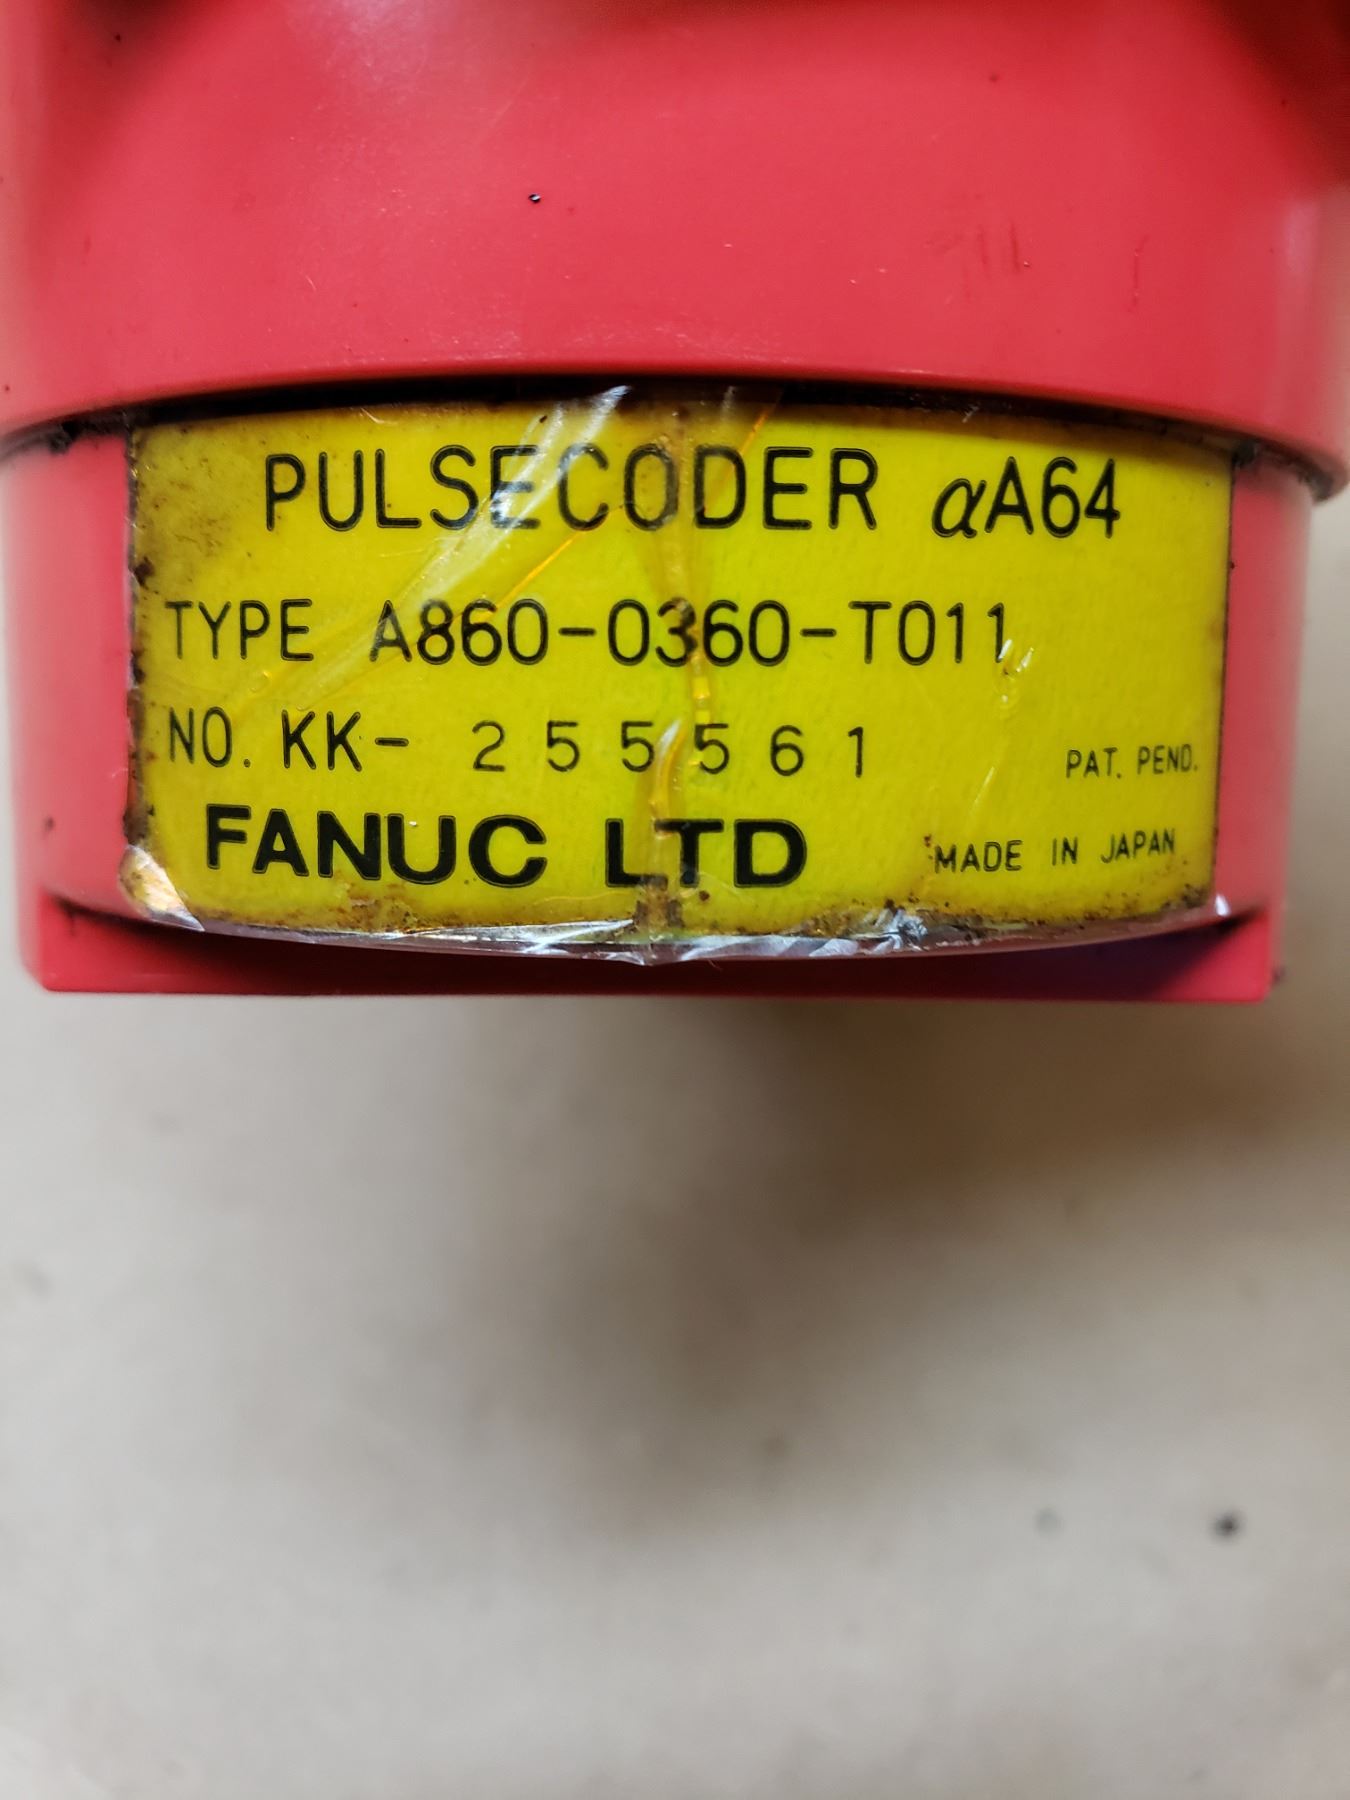 PULSECODER αA64
TYPE A860-0360-T011
NO. KK- 255561 PAT. PEND.
FANUC LTD MADE IN JAPAN